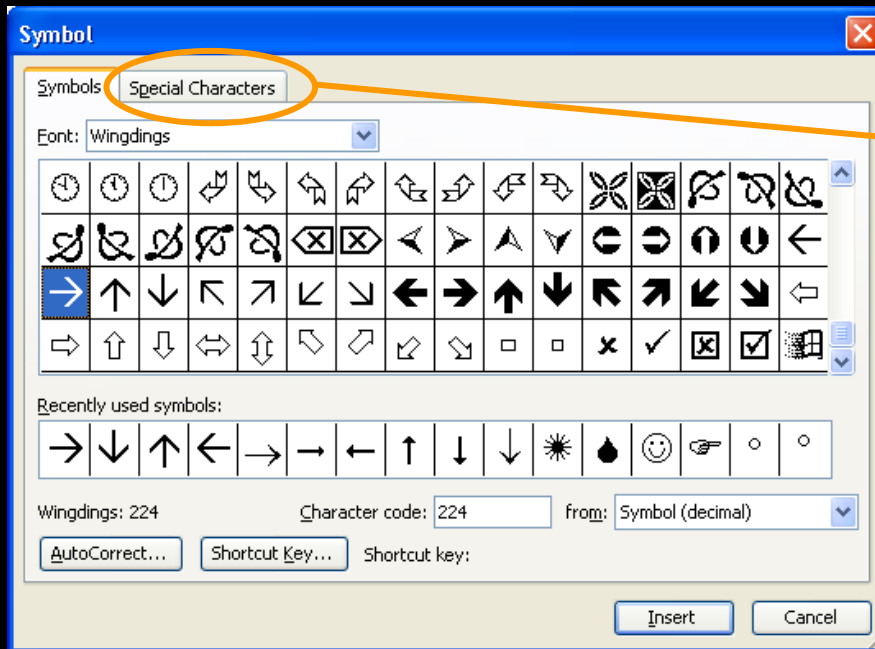 Symbol
Symbols Special Characters
Font: Wingdings
Recently used symbols:
Wingdings: 224 Character code: 224 from: Symbol (decimal)
AutoCorrect... Shortcut Key... Shortcut key:
Insert Cancel